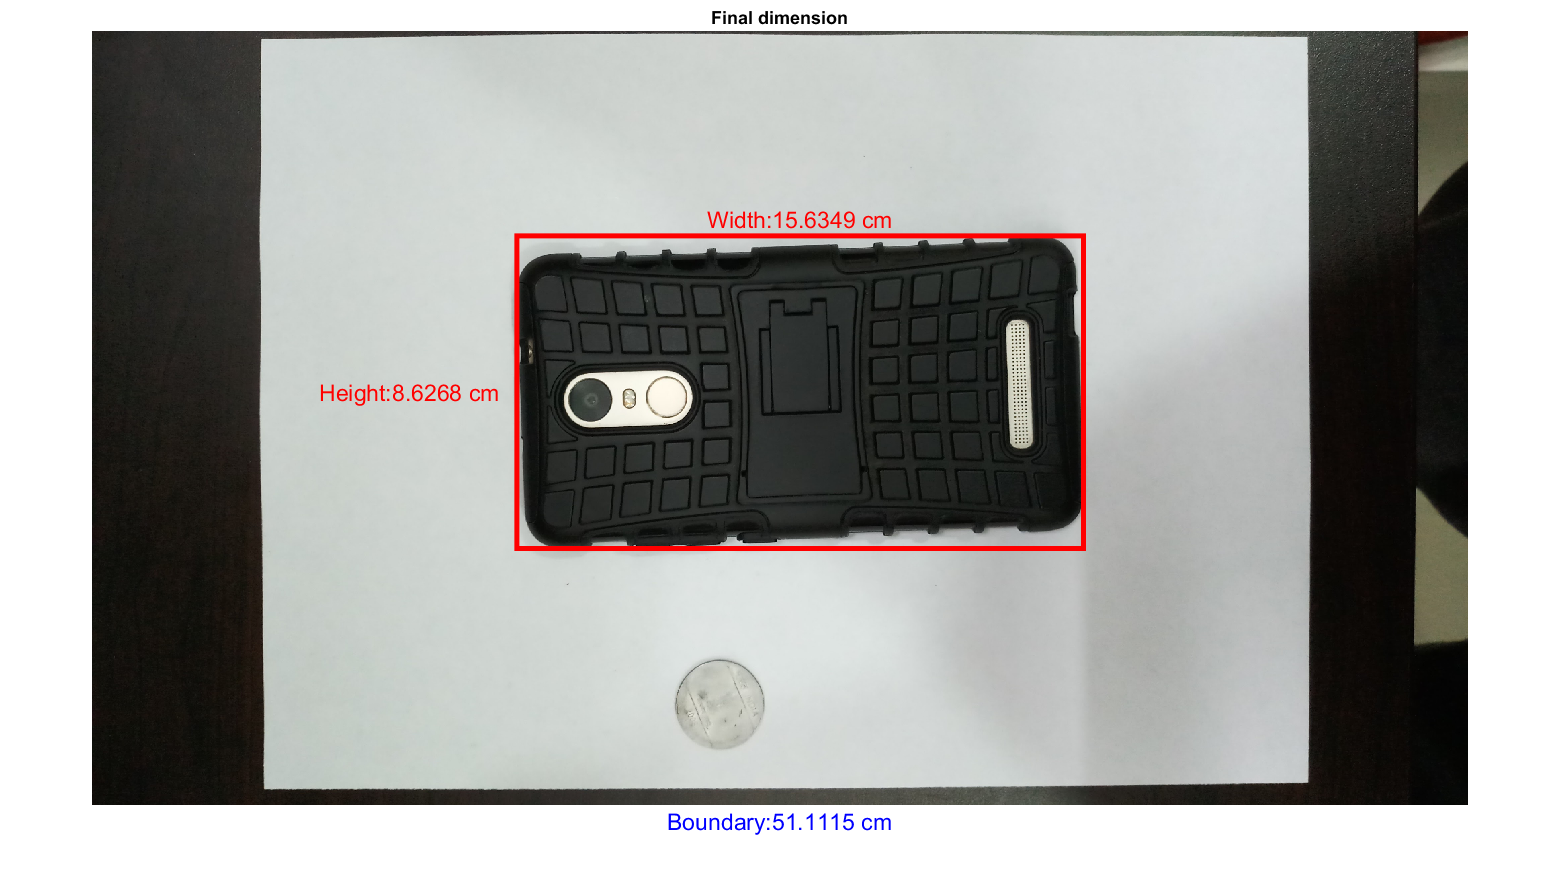 Final dimension
Width:15.6349 cm
Height:8.6268 cm
Boundary:51.1115 cm